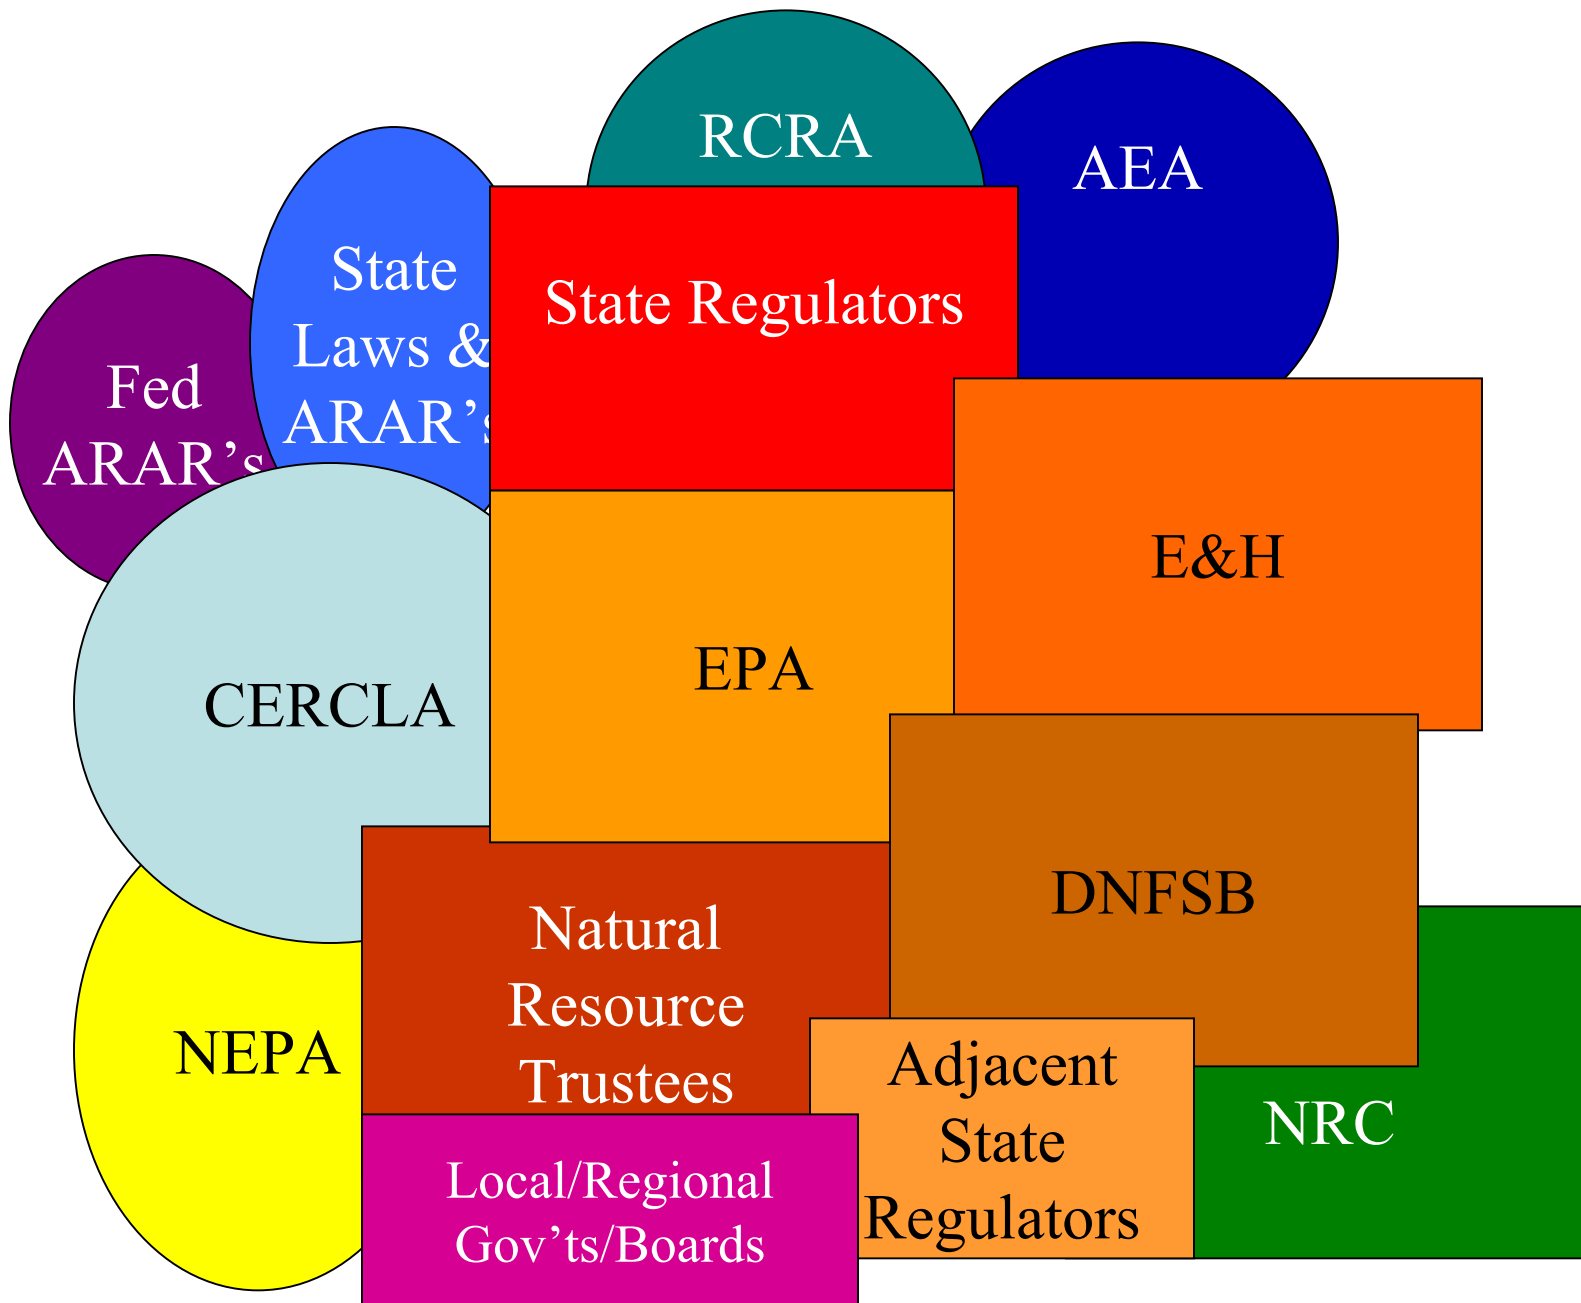 RCRA
AEA
State
Laws &
ARAR’s
State Regulators
Fed
ARAR’s
E&H
EPA
CERCLA
DNFSB
Natural
Resource
Trustees
NEPA
Adjacent
State
Regulators
NRC
Local/Regional
Gov’ts/Boards